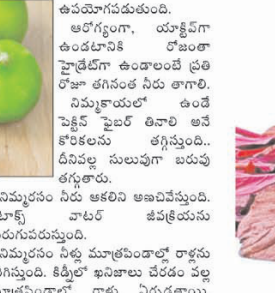 ఉపయోగపడుతుంది.
ఆరోగ్యంగా, యాక్టివ్‌గా
ఉండటానికి రోజంతా
హైడ్రేట్‌గా ఉండాలంటే ప్రతి
రోజూ తగినంత నీరు తాగాలి.
నిమ్మకాయలో ఉండే
పెక్టిన్ ఫైబర్ తినాలి అనే
కోరికలను తగ్గిస్తుంది..
దీనివల్ల సులువుగా బరువు
తగ్గుతారు.
నిమ్మరసం నీరు ఆకలిని అణచివేస్తుంది.
టాక్స్ వాటర్ జీవక్రియను
రుగుపరుస్తుంది.
నిమ్మరసం నీళ్లు మూత్రపిండాల్లో రాళ్లను
గిస్తుంది. కిడ్నీలో ఖనిజాలు చేరడం వల్ల